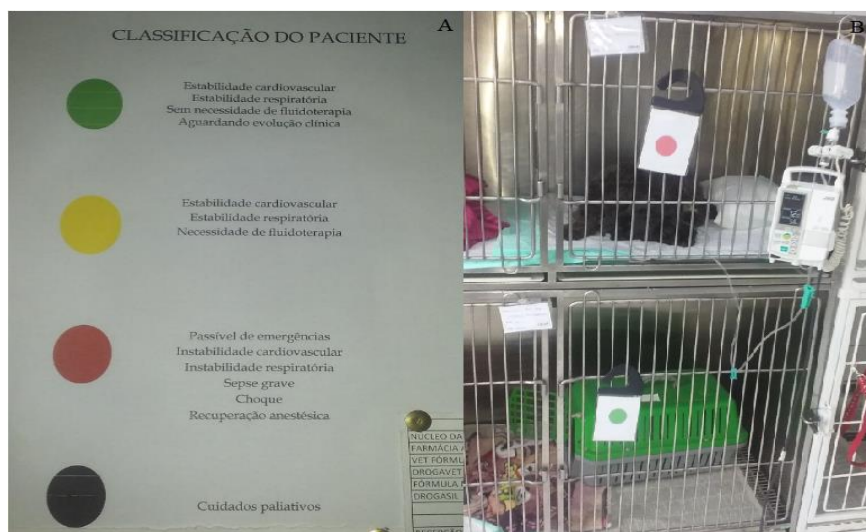 CLASSIFICAÇÃO DO PACIENTE
A
Estabilidade cardiovascular
Estabilidade respiratória
Sem necessidade de fluidoterapia
Aguardando evolução clínica
Estabilidade cardiovascular
Estabilidade respiratória
Necessidade de fluidoterapia
Passível de emergências
Instabilidade cardiovascular
Instabilidade respiratória
Sepse grave
Choque
Recuperação anestésica
Cuidados paliativos
NÚCLEO DA
FARMÁCIA
VET FÓRMU
DROGAVET
FÓRMULA
DROGASIL
B